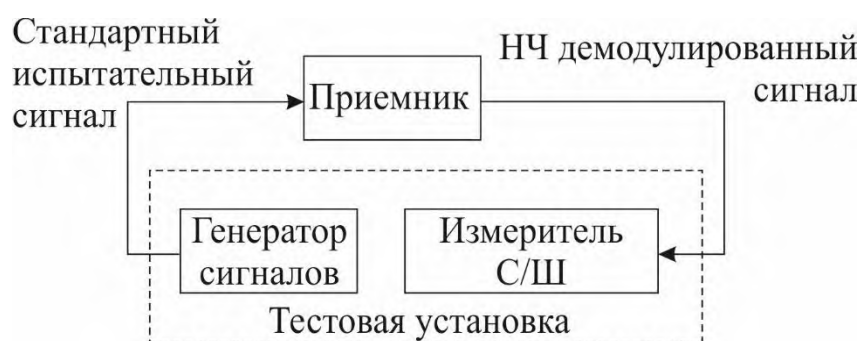 Стандартный
испытательный
сигнал
Приемник
НЧ демодулированный
сигнал
Генератор
сигналов
Измеритель
С/Ш
Тестовая установка